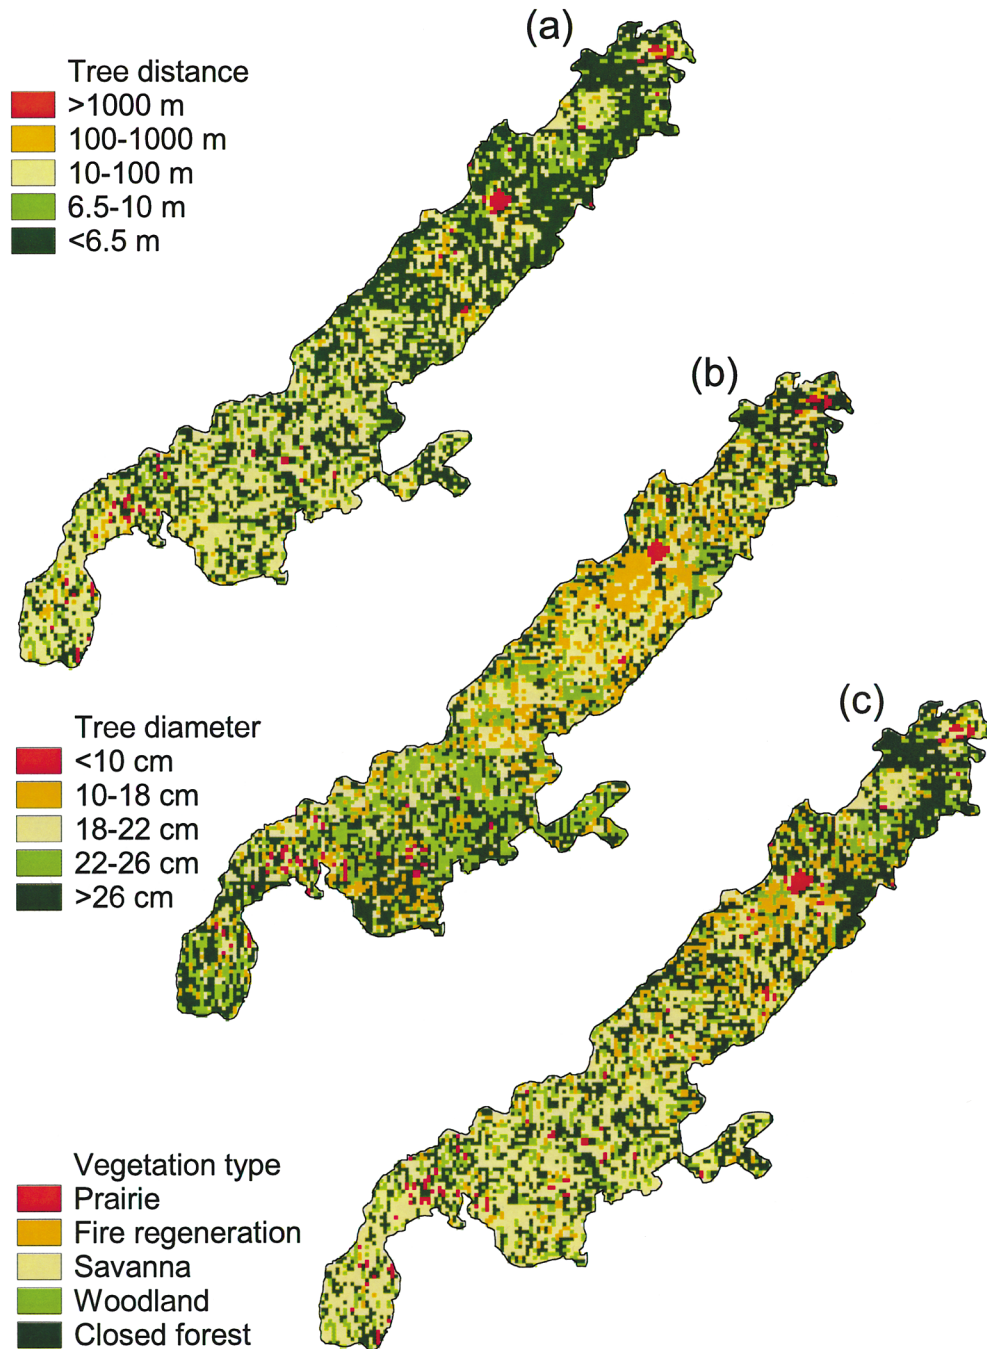 (a)
Tree distance
>1000 m
100-1000 m
10-100 m
6.5-10 m
<6.5 m
(b)
Tree diameter
<10 cm
10-18 cm
18-22 cm
22-26 cm
>26 cm
(c)
Vegetation type
Prairie
Fire regeneration
Savanna
Woodland
Closed forest